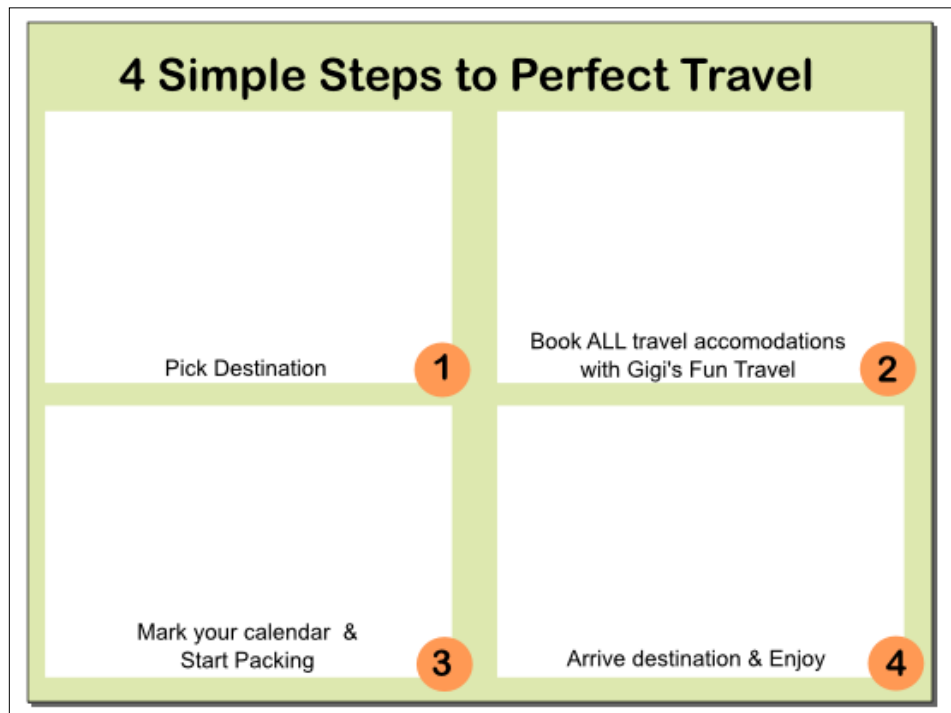 4 Simple Steps to Perfect Travel
Pick Destination
1
Book ALL travel accomodations
with Gigi's Fun Travel
2
Mark your calendar  &
Start Packing
3
Arrive destination & Enjoy
4